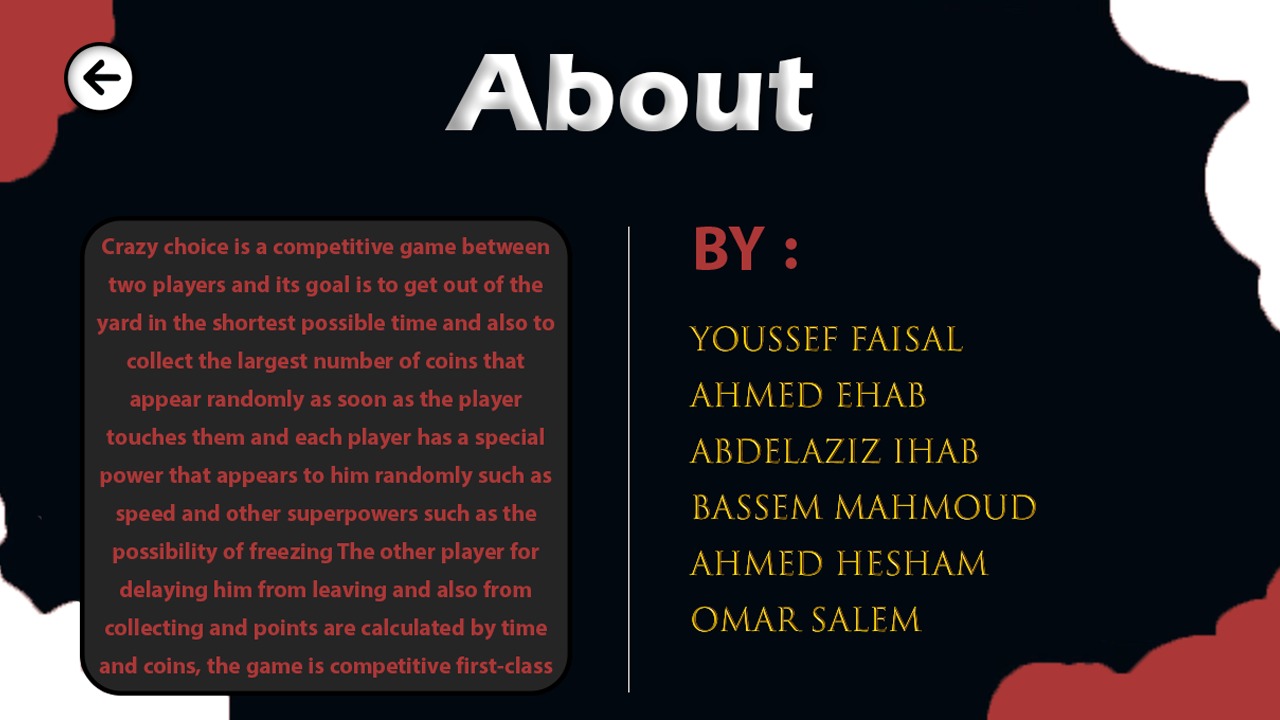 About
Crazy choice is a competitive game between
two players and its goal is to get out of the
yard in the shortest possible time and also to
collect the largest number of coins that
appear randomly as soon as the player
touches them and each player has a special
power that appears to him randomly such as
speed and other superpowers such as the
possibility of freezing The other player for
delaying him from leaving and also from
collecting and points are calculated by time
and coins, the game is competitive first-class
BY :
YOUSSEF FAISAL
AHMED EHAB
ABDELAZIZ IHAB
BASSEM MAHMOUD
AHMED HESHAM
OMAR SALEM